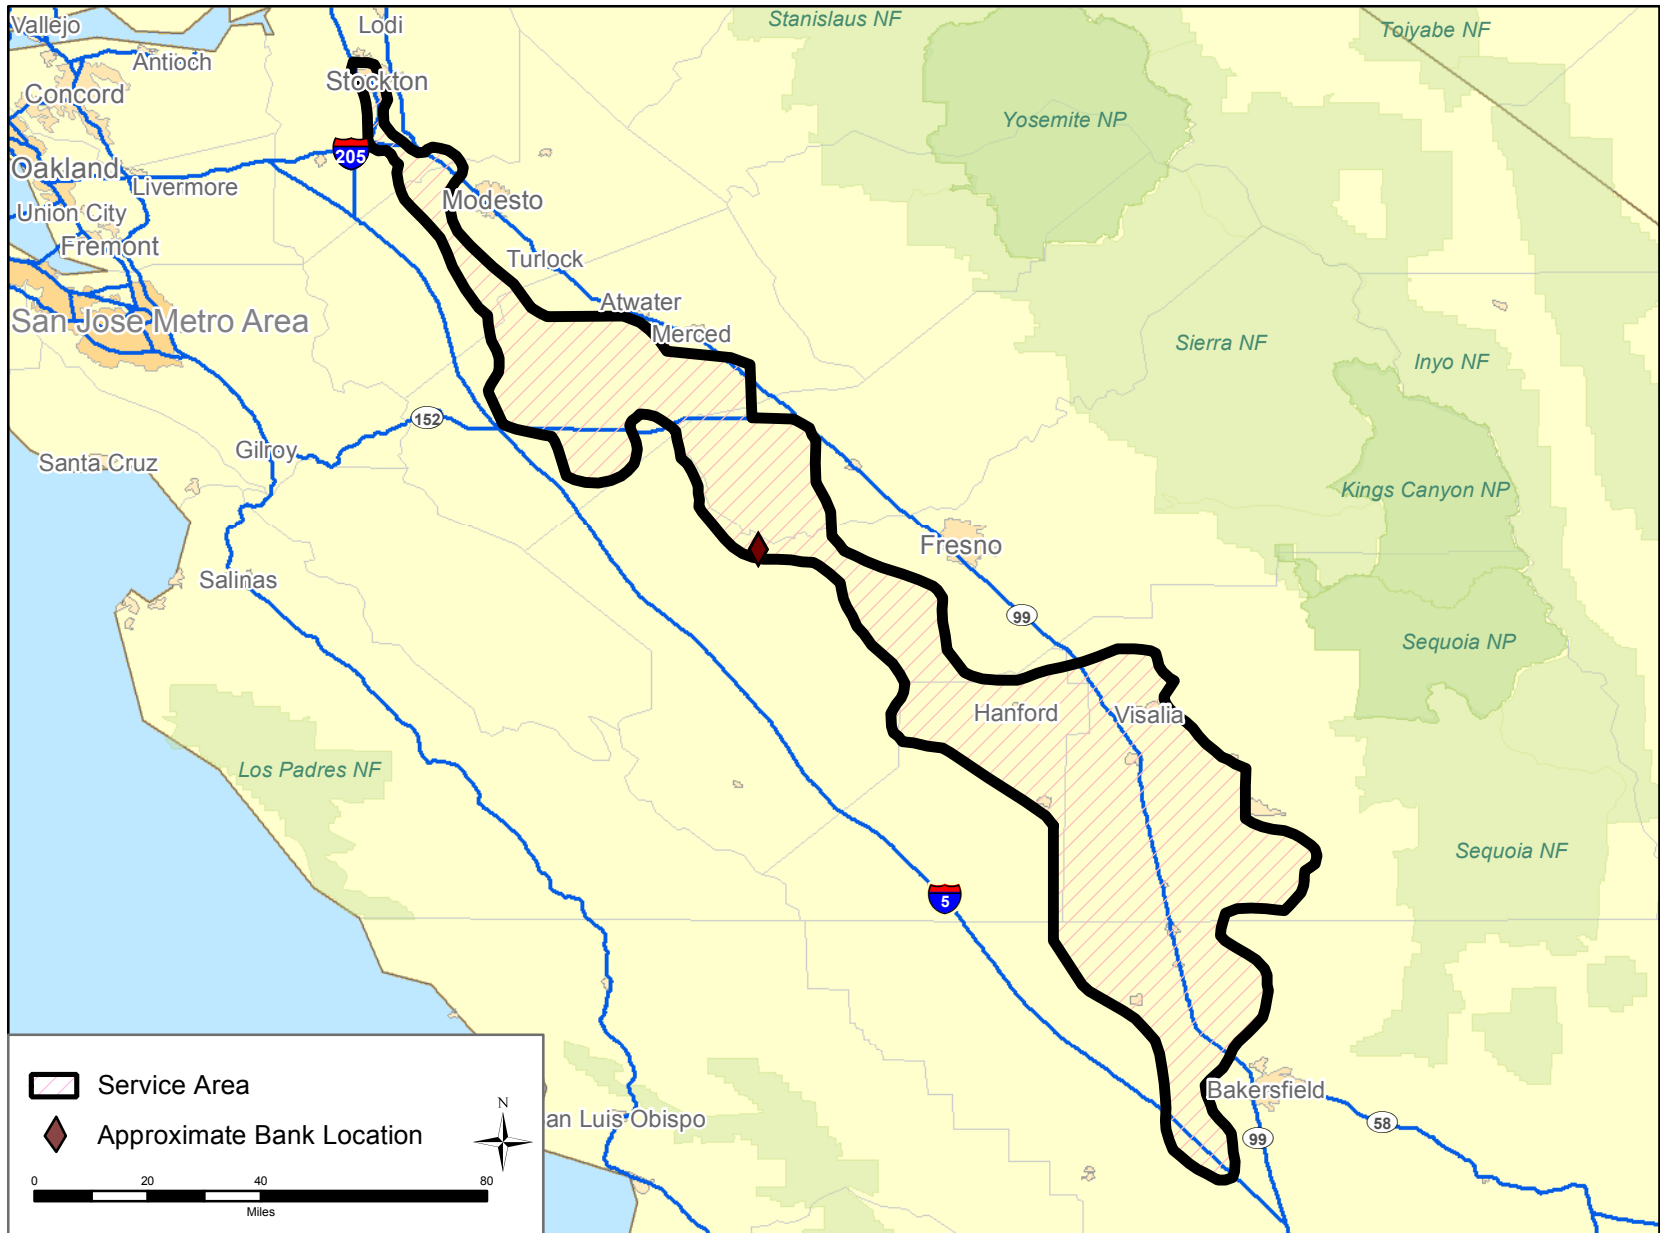 Vallejo
Lodi
Stanislaus NF
Toiyabe NF
Antioch
Stockton
Concord
Yosemite NP
205
Oakland
Livermore
Modesto
Union City
Fremont
Turlock
Atwater
San Jose Metro Area
Merced
Sierra NF
Inyo NF
152
Gilroy
Santa Cruz
Kings Canyon NP
Fresno
Salinas
99
Sequoia NP
Hanford
Visalia
Los Padres NF
Sequoia NF
5
Bakersfield
an Luis Obispo
58
99
Service Area
N
Approximate Bank Location
0 20 40 80
Miles